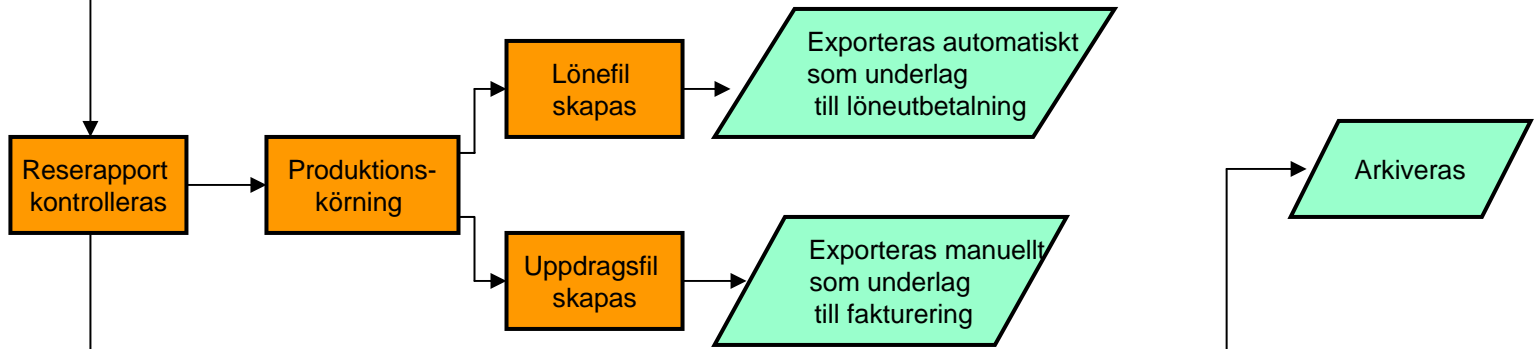 Reserapport
kontrolleras
Produktions-
körning
Lönefil
skapas
Exporteras automatiskt
som underlag
till löneutbetalning
Uppdragsfil
skapas
Exporteras manuellt
som underlag
till fakturering
Arkiveras